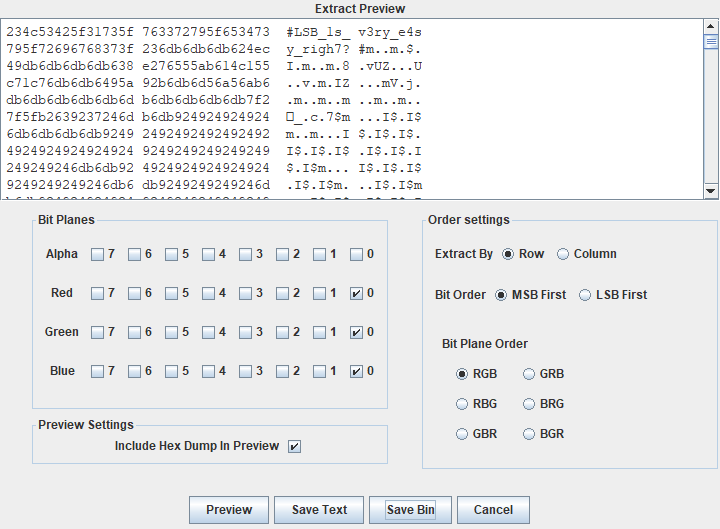 Extract Preview
234c53425f31735f 763372795f653473 #LSB_1s_ v3ry_e4s
795f72696768373f 236db6db6db624ec y_righ7? #m..m.$.
49db6db6db6db638 e276555ab614c155 I.m..m.8 .vUZ...U
c71c76db6db6495a 92b6db6d56a56ab6 ..v.m.IZ ...mV.j.
db6db6db6db6db6d b6db6db6db6db7f2 .m..m..m ..m..m..
7f5fb2639237246d b6db924924924924 ._.c.7$m ...I$.I$
6db6db6db6db9249 2492492492492492 m..m...I $.I$.I$.
4924924924924924 9249249249249249 I$.I$.I$ .I$.I$.I
249249246db6db92 4924924924924924 $.I$m... I$.I$.I$
9249249249246db6 db9249249249246d .I$.I$m. ...I$.I$m
Bit Planes
Alpha 7 6 5 4 3 2 1 0
Red 7 6 5 4 3 2 1 0
Green 7 6 5 4 3 2 1 0
Blue 7 6 5 4 3 2 1 0
Preview Settings
Include Hex Dump In Preview
Order settings
Extract By Row Column
Bit Order MSB First LSB First
Bit Plane Order
RGB GRB
RBG BRG
GBR BGR
Preview Save Text Save Bin Cancel